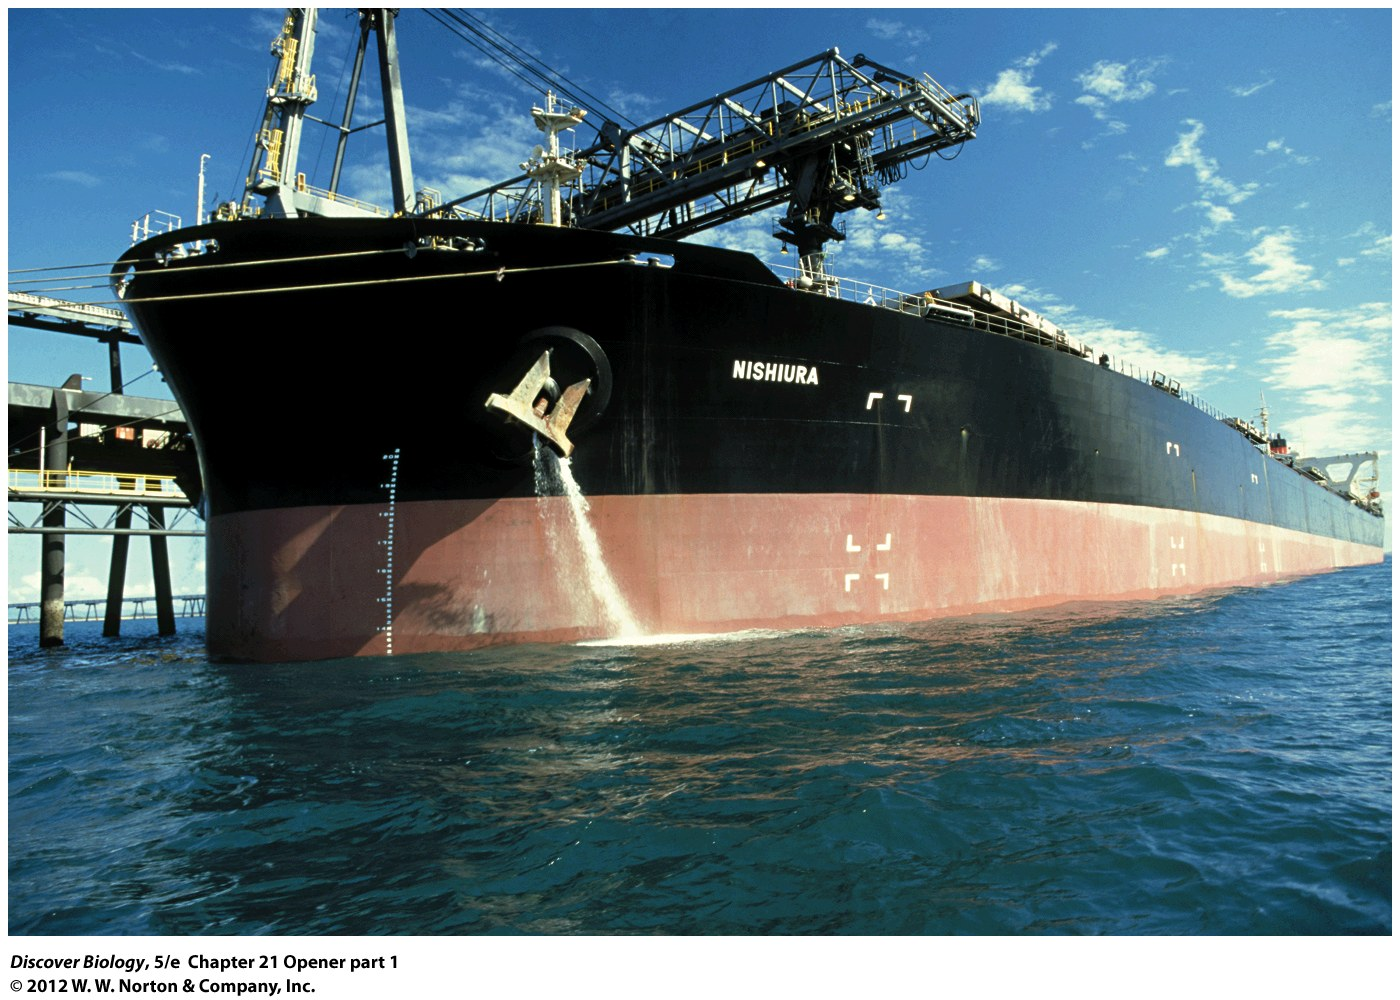 NISHIURA
Discover Biology, 5/e Chapter 21 Opener part 1
© 2012 W. W. Norton & Company, Inc.